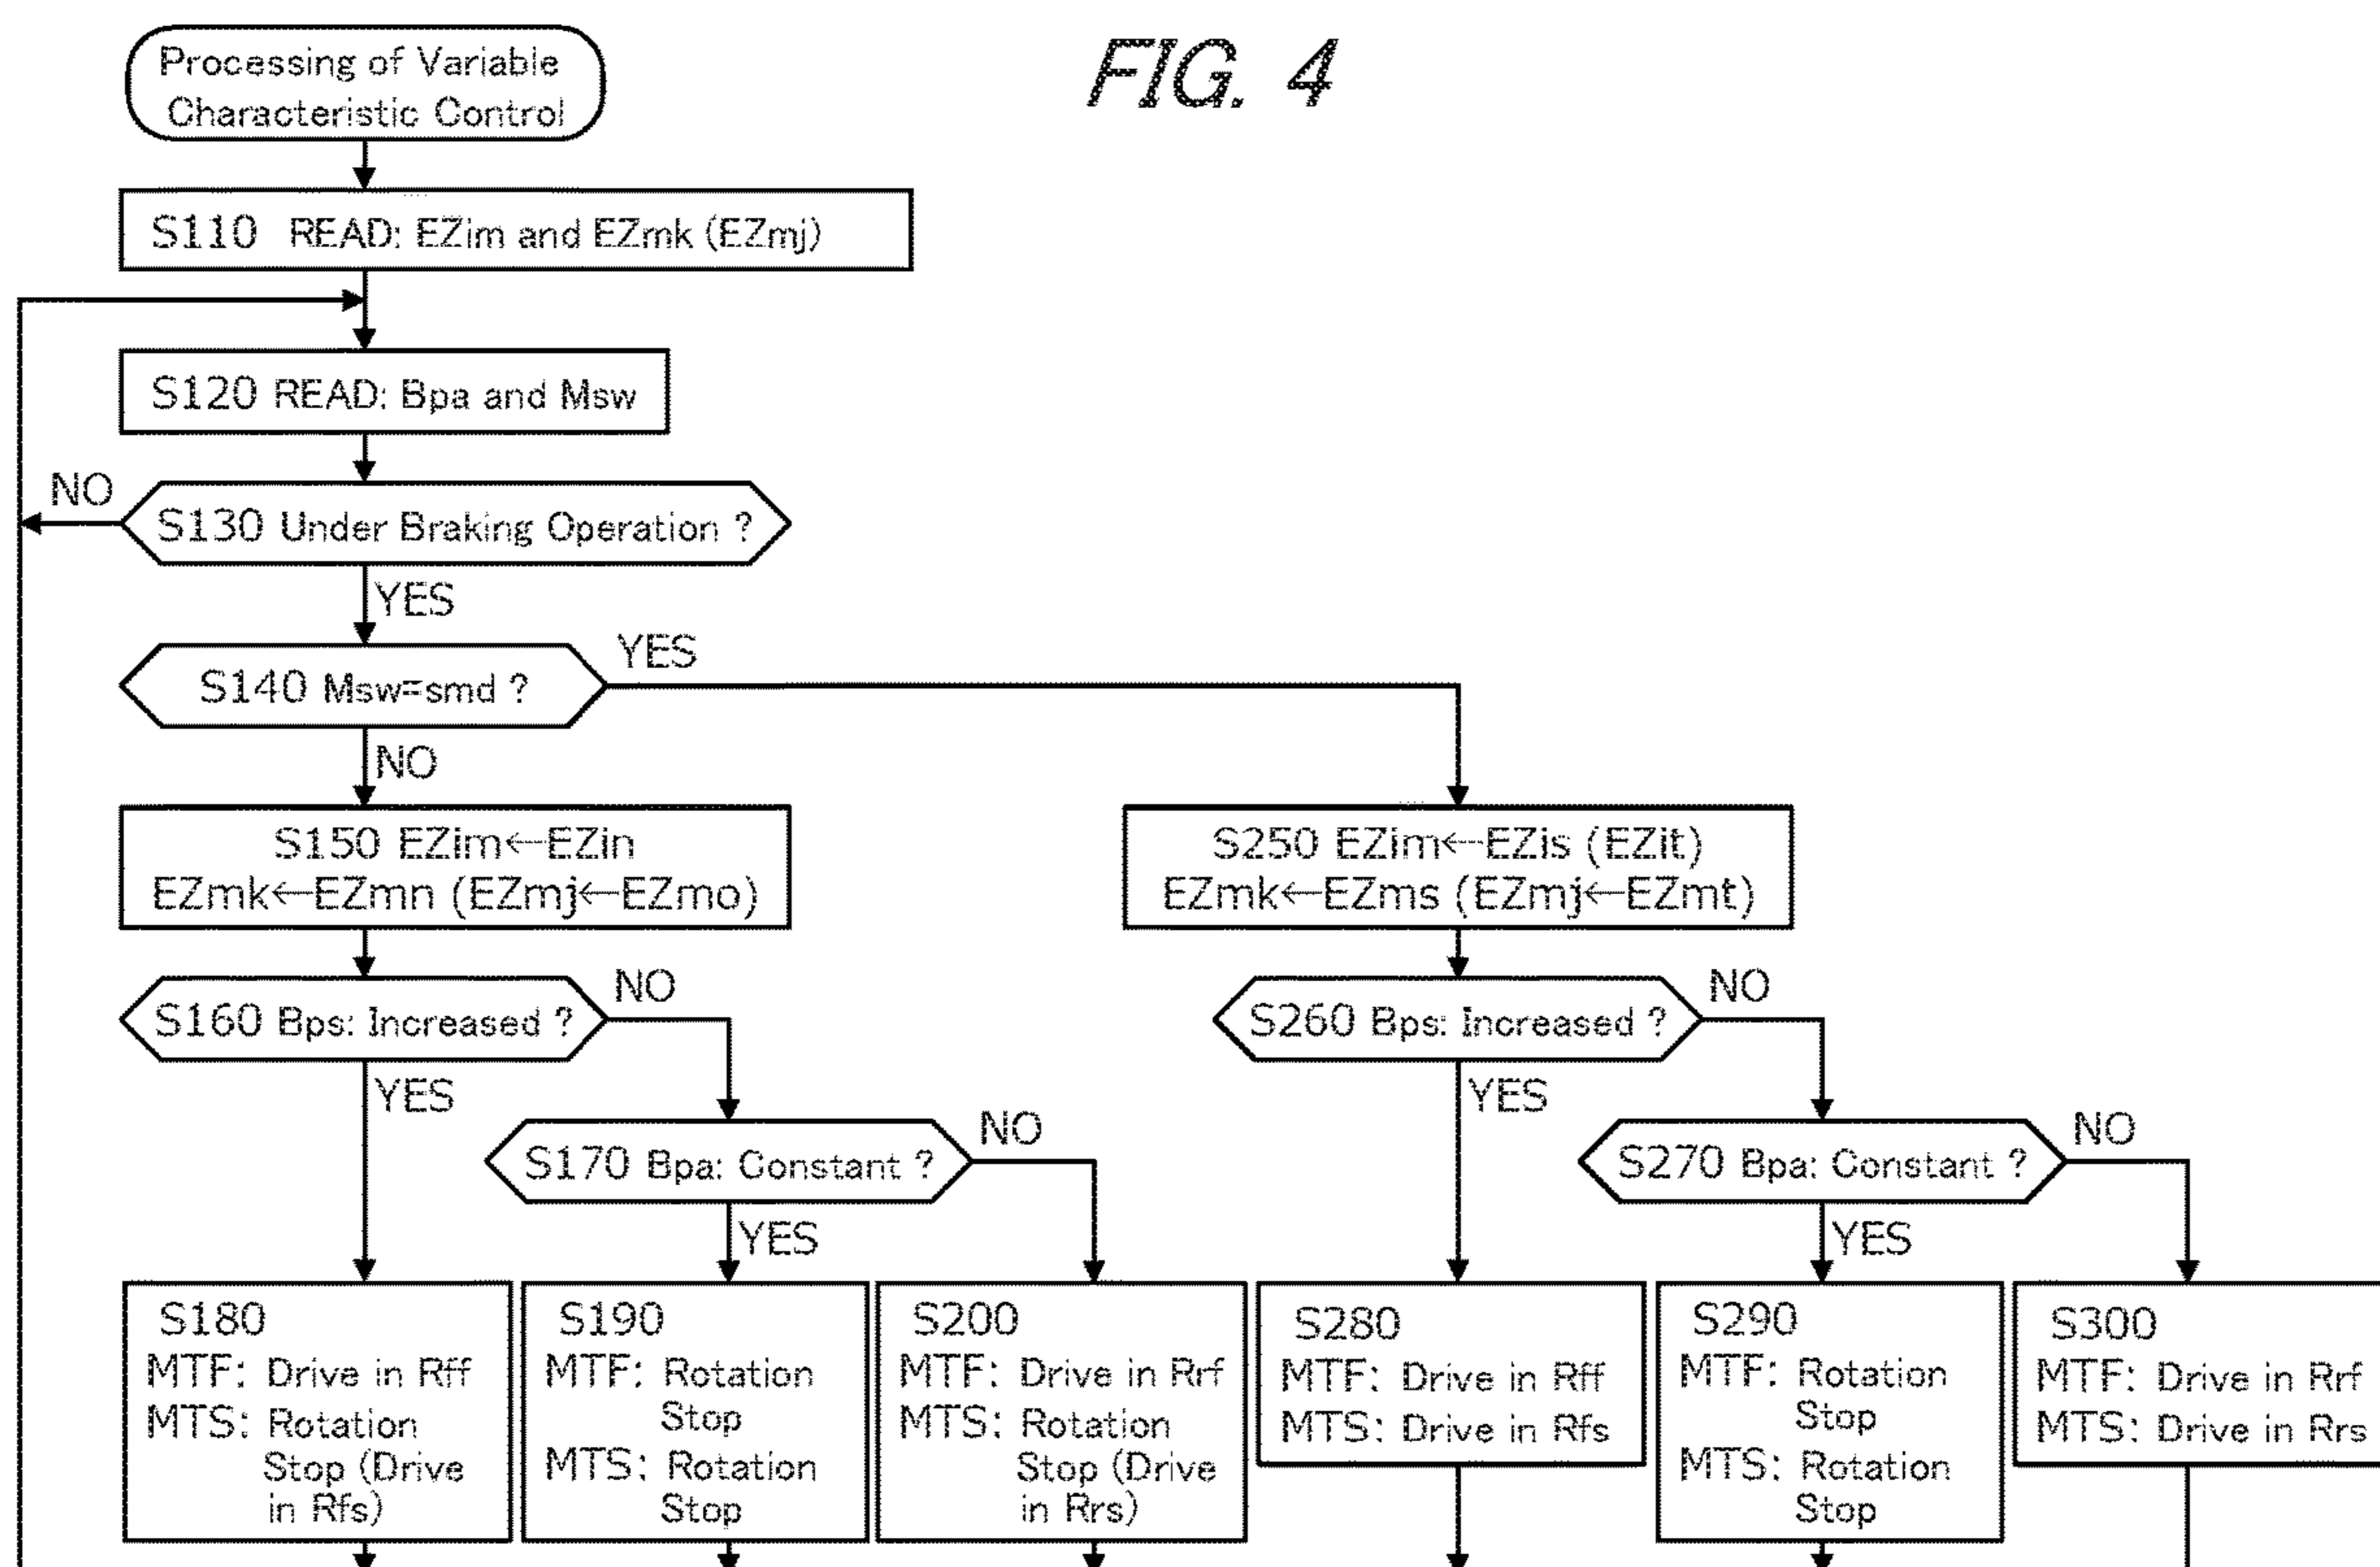 FIG. 4
Processing of Variable
Characteristic Control
S110 READ: EZim and EZmk (EZmj)
S120 READ: Bpa and Msw
NO
S130 Under Braking Operation ?
YES
S140 Msw=smd ?
YES
NO
S150 EZim←EZin
EZmk←EZmn (EZmj←EZmo)
S250 EZim←EZis (EZit)
EZmk←EZms (EZmj←EZmt)
S160 Bps: Increased ?
NO
YES
S170 Bpa: Constant ?
NO
YES
S260 Bps: Increased ?
NO
YES
S270 Bpa: Constant ?
NO
YES
S180
MTF: Drive in Rff
MTS: Rotation
Stop (Drive
in Rfs)
S190
MTF: Rotation
Stop
MTS: Rotation
Stop
S200
MTF: Drive in Rrf
MTS: Rotation
Stop (Drive
in Rrs)
S280
MTF: Drive in Rff
MTS: Drive in Rfs
S290
MTF: Rotation
Stop
MTS: Rotation
Stop
S300
MTF: Drive in Rrf
MTS: Drive in Rrs